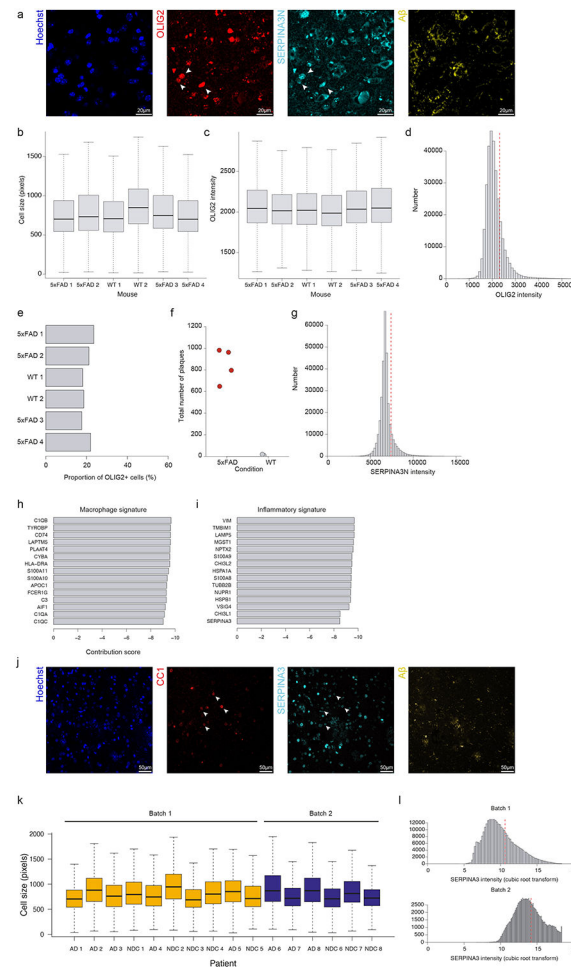 a
Hoechst
OLIG2
SERPINA3N
Aβ
20µm
20µm
20µm
20µm
b
Cell size (pixels)
1500
1000
500
0
5xFAD 1
5xFAD 2
WT 1
WT 2
5xFAD 3
5xFAD 4
Mouse
c
OLIG2 intensity
2000
2100
1200
5xFAD 1
5xFAD 2
WT 1
WT 2
5xFAD 3
5xFAD 4
Mouse
d
Number
40000
30000
20000
10000
0
0 1000 2000 3000 4000 5000
OLIG2 intensity
e
5xFAD 1
5xFAD 2
WT 1
WT 2
5xFAD 3
5xFAD 4
0 20 40 60
Proportion of OLIG2+ cells (%)
f
Total number of plaques
1200
1000
800
600
400
200
0
5xFAD WT
Condition
g
Number
60000
50000
40000
30000
20000
10000
0
0 5000 10000 15000
SERPINA3N intensity
h
Macrophage signature
C1QB
TYROBP
CD74
LAPTM5
PLAAT4
CYBA
HLA-DRA
S100A11
S100A10
APOC1
FCER1G
C3
AIF1
C1QA
C1QC
0 -2 -4 -6 -8 -10
Contribution score
i
Inflammatory signature
VIM
TMBIM1
LAMP5
MGST1
NPTX2
S100A9
CHI3L2
HSPA1A
S100A8
TUBB2B
NUPR1
HSPB1
VSIG4
CHI3L1
SERPINA3
0 -2 -4 -6 -8 -10
j
Hoechst
CC1
SERPINA3
Aβ
50µm
50µm
50µm
50µm
k
Batch 1
Batch 2
Cell size (pixels)
2000
1500
1000
500
0
AD 1
AD 2
AD 3
NDC 1
AD 4
NDC 2
NDC 3
NDC 4
AD 5
NDC 5
AD 6
AD 7
AD 8
NDC 6
NDC 7
NDC 8
Patient
l
Batch 1
12000
10000
8000
6000
4000
2000
0
0 5 10 15
SERPINA3 intensity (cubic root transform)
Batch 2
2500
2000
1500
1000
500
0
0 5 10 15
SERPINA3 intensity (cubic root transform)